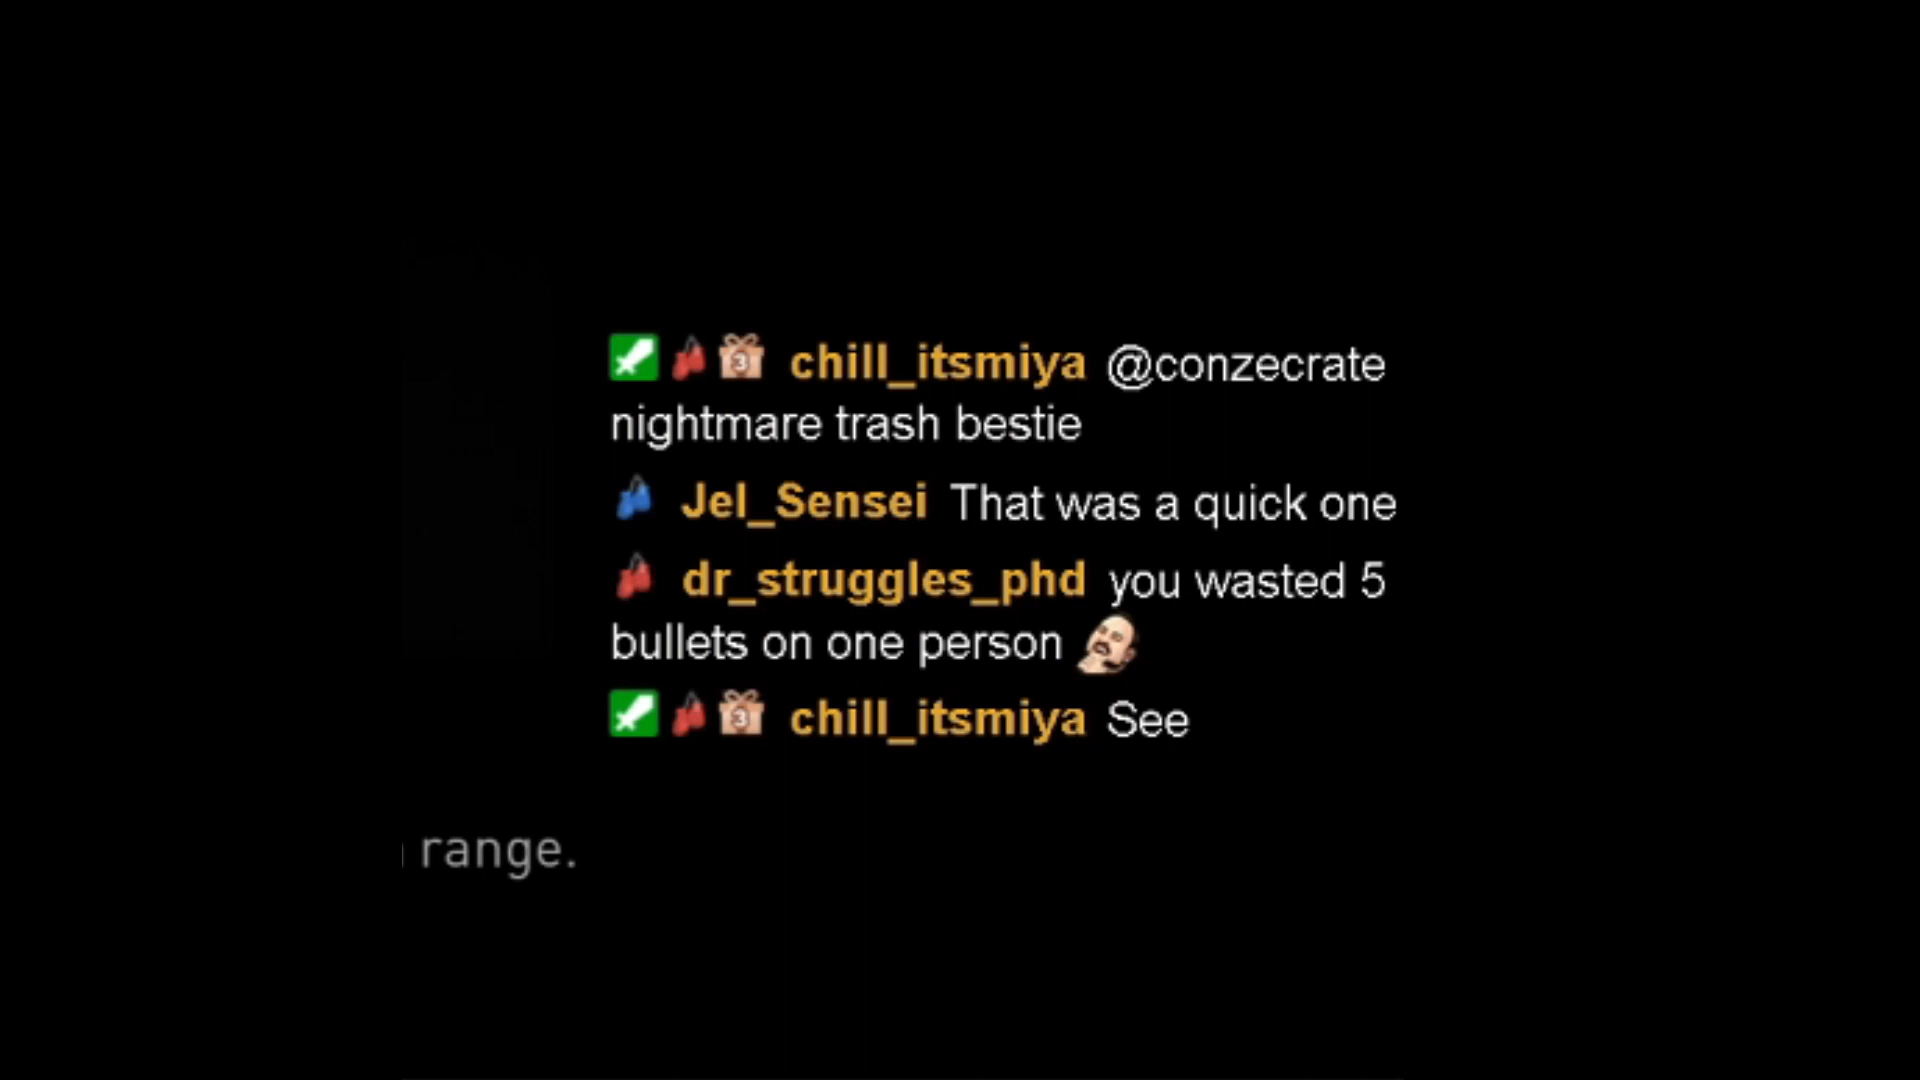 chill_itsmiya @conzecrate
nightmare trash bestie
Jel_Sensei That was a quick one
dr_struggles_phd you wasted 5
bullets on one person
3 chill_itsmiya See
range.